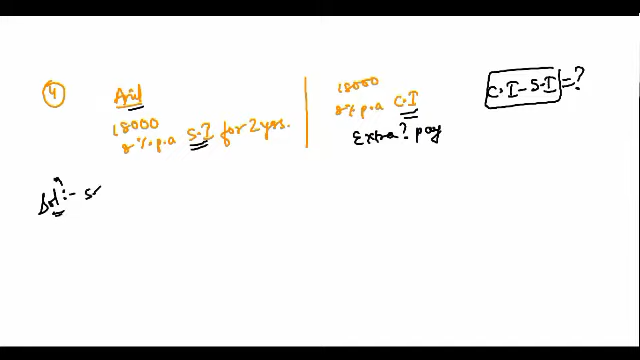 4
Anil
18000
8% p.a S.I for 2 yrs.
18000
8% p.a C.I
Extra? pay
C.I - S.I = ?
Sol:-